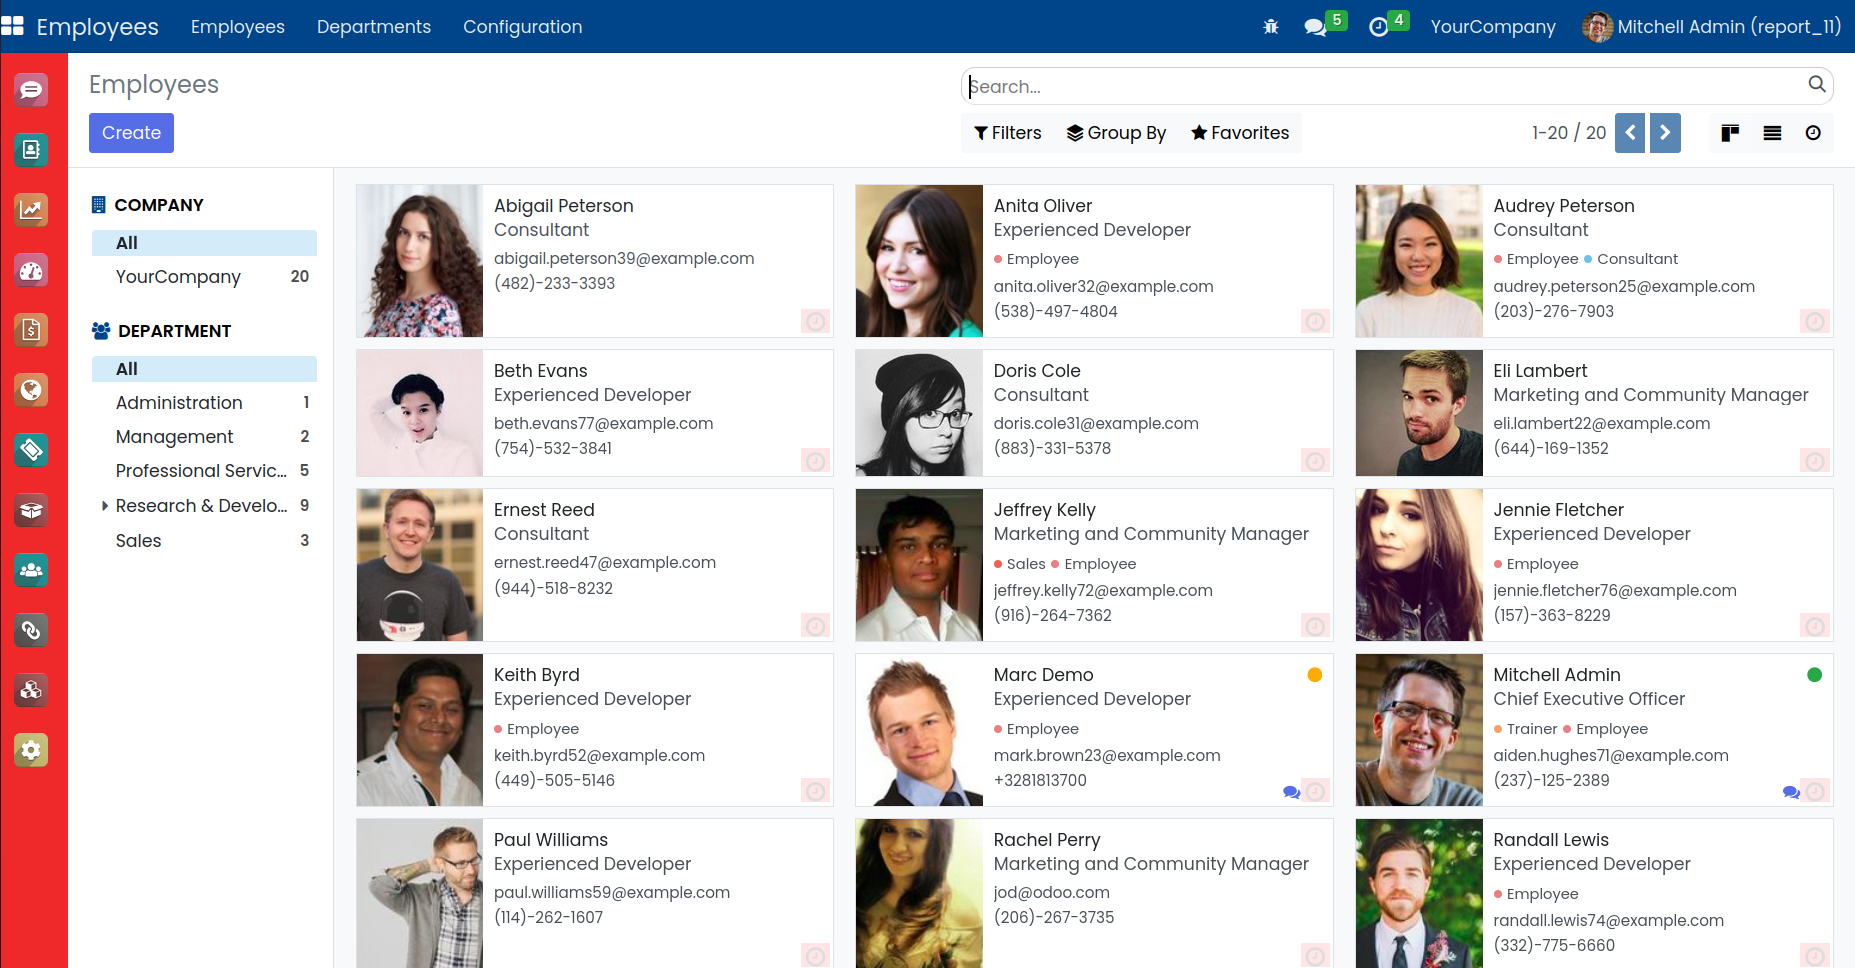 Employees Employees Departments Configuration 5 4 YourCompany Mitchell Admin (report_11)
Employees
Search...
Create
Filters Group By Favorites 1-20 / 20
COMPANY
All
YourCompany 20
DEPARTMENT
All
Administration 1
Management 2
Professional Servic... 5
Research & Develo... 9
Sales 3
Abigail Peterson
Consultant
abigail.peterson39@example.com
(482)-233-3393
Anita Oliver
Experienced Developer
Employee
anita.oliver32@example.com
(538)-497-4804
Audrey Peterson
Consultant
Employee Consultant
audrey.peterson25@example.com
(203)-276-7903
Beth Evans
Experienced Developer
beth.evans77@example.com
(754)-532-3841
Doris Cole
Consultant
doris.cole31@example.com
(883)-331-5378
Eli Lambert
Marketing and Community Manager
eli.lambert22@example.com
(644)-169-1352
Ernest Reed
Consultant
ernest.reed47@example.com
(944)-518-8232
Jeffrey Kelly
Marketing and Community Manager
Sales Employee
jeffrey.kelly72@example.com
(916)-264-7362
Jennie Fletcher
Experienced Developer
Employee
jennie.fletcher76@example.com
(157)-363-8229
Keith Byrd
Experienced Developer
Employee
keith.byrd52@example.com
(449)-505-5146
Marc Demo
Experienced Developer
Employee
mark.brown23@example.com
+3281813700
Mitchell Admin
Chief Executive Officer
Trainer Employee
aiden.hughes71@example.com
(237)-125-2389
Paul Williams
Experienced Developer
paul.williams59@example.com
(114)-262-1607
Rachel Perry
Marketing and Community Manager
jod@odoo.com
(206)-267-3735
Randall Lewis
Experienced Developer
Employee
randall.lewis74@example.com
(332)-775-6660